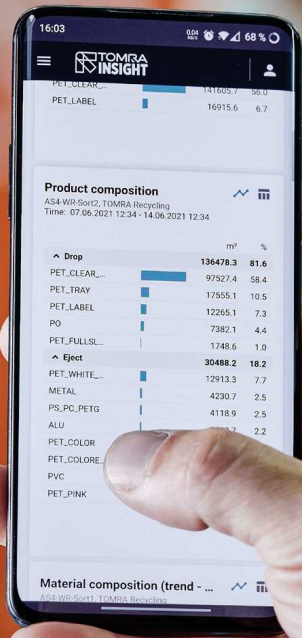 16:03 0.04 KB/S 68 %
TOMRA
INSIGHT
PET_CLEAR_... 141605.7 56.0
PET_LABEL 16915.6 6.7
Product composition
AS4-WR-Sort2, TOMRA Recycling
Time: 07.06.2021 12:34 - 14.06.2021 12:34
m² %
Drop 136478.3 81.6
PET_CLEAR_... 97527.4 58.4
PET_TRAY 17555.1 10.5
PET_LABEL 12265.1 7.3
PO 7382.1 4.4
PET_FULLSL... 1748.6 1.0
Eject 30488.2 18.2
PET_WHITE_... 12913.3 7.7
METAL 4230.7 2.5
PS_PC_PETG 4118.9 2.5
ALU 2.2
PET_COLOR
PET_COLORE...
PVC
PET_PINK
Material composition (trend - ...
AS4-WR-Sort1, TOMRA Recycling